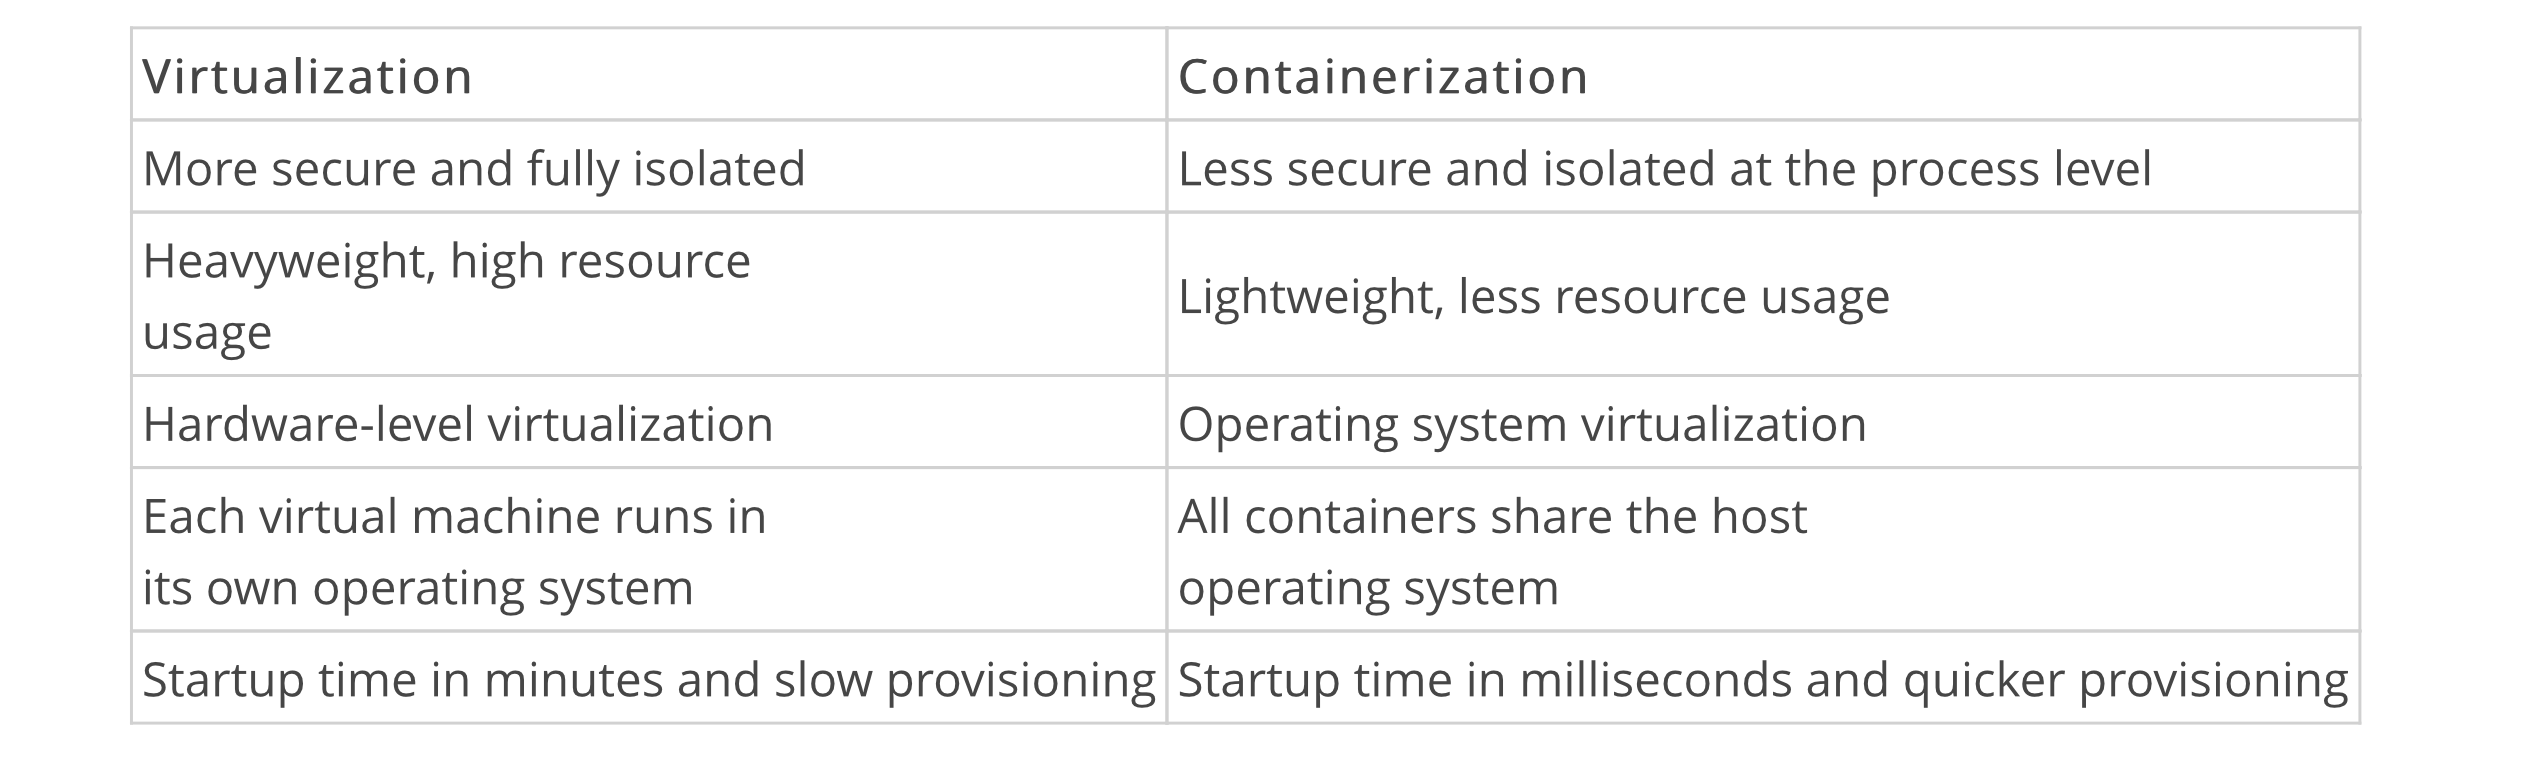 Virtualization
Containerization
More secure and fully isolated
Less secure and isolated at the process level
Heavyweight, high resource
usage
Lightweight, less resource usage
Hardware-level virtualization
Operating system virtualization
Each virtual machine runs in
its own operating system
All containers share the host
operating system
Startup time in minutes and slow provisioning
Startup time in milliseconds and quicker provisioning